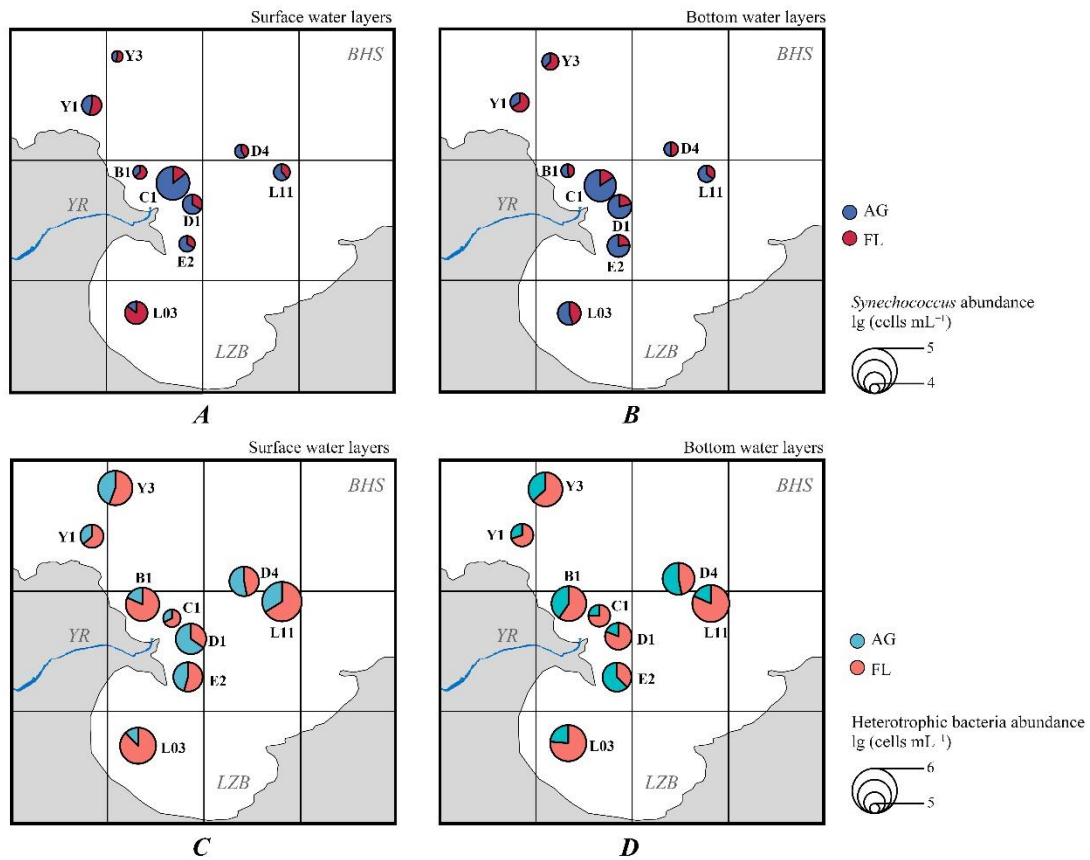 Surface water layers
BHS
Y3
Y1
D4
B1
L11
C1
YR
D1
E2
L03
LZB
A
Bottom water layers
BHS
Y3
Y1
D4
B1
L11
C1
D1
YR
E2
L03
LZB
B
AG
FL
Synechococcus abundance
lg (cells mL⁻¹)
5
4
Surface water layers
BHS
Y3
Y1
D4
B1
C1
L11
YR
D1
E2
L03
LZB
C
Bottom water layers
BHS
Y3
Y1
D4
B1
C1
L11
YR
D1
E2
L03
LZB
D
AG
FL
Heterotrophic bacteria abundance
lg (cells mL⁻¹)
6
5